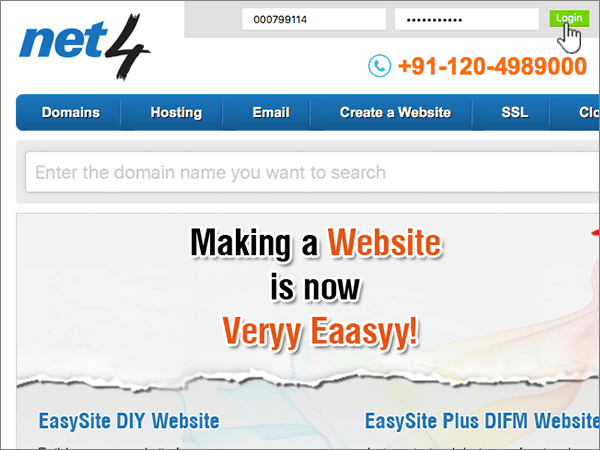 net4
000799114
•••••••••••
Login
+91-120-4989000
Domains Hosting Email Create a Website SSL Clo
Enter the domain name you want to search
Making a Website
is now
Veryy Eaasyy!
EasySite DIY Website EasySite Plus DIFM Website